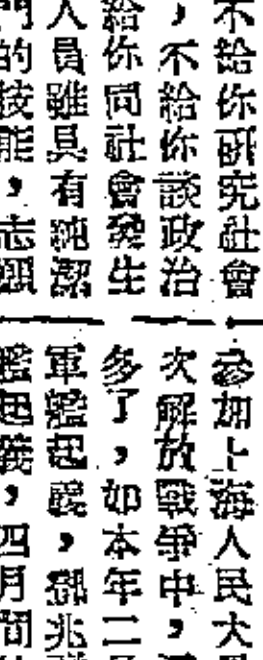 不給你研究社會
，不給你談政治
給你同社會發生
人員雖具有純潔
門的技能，志願
參加上海人民大
次解放戰爭中，
多了，如本年二
軍艦起義，鄧兆
艦起義，四月間